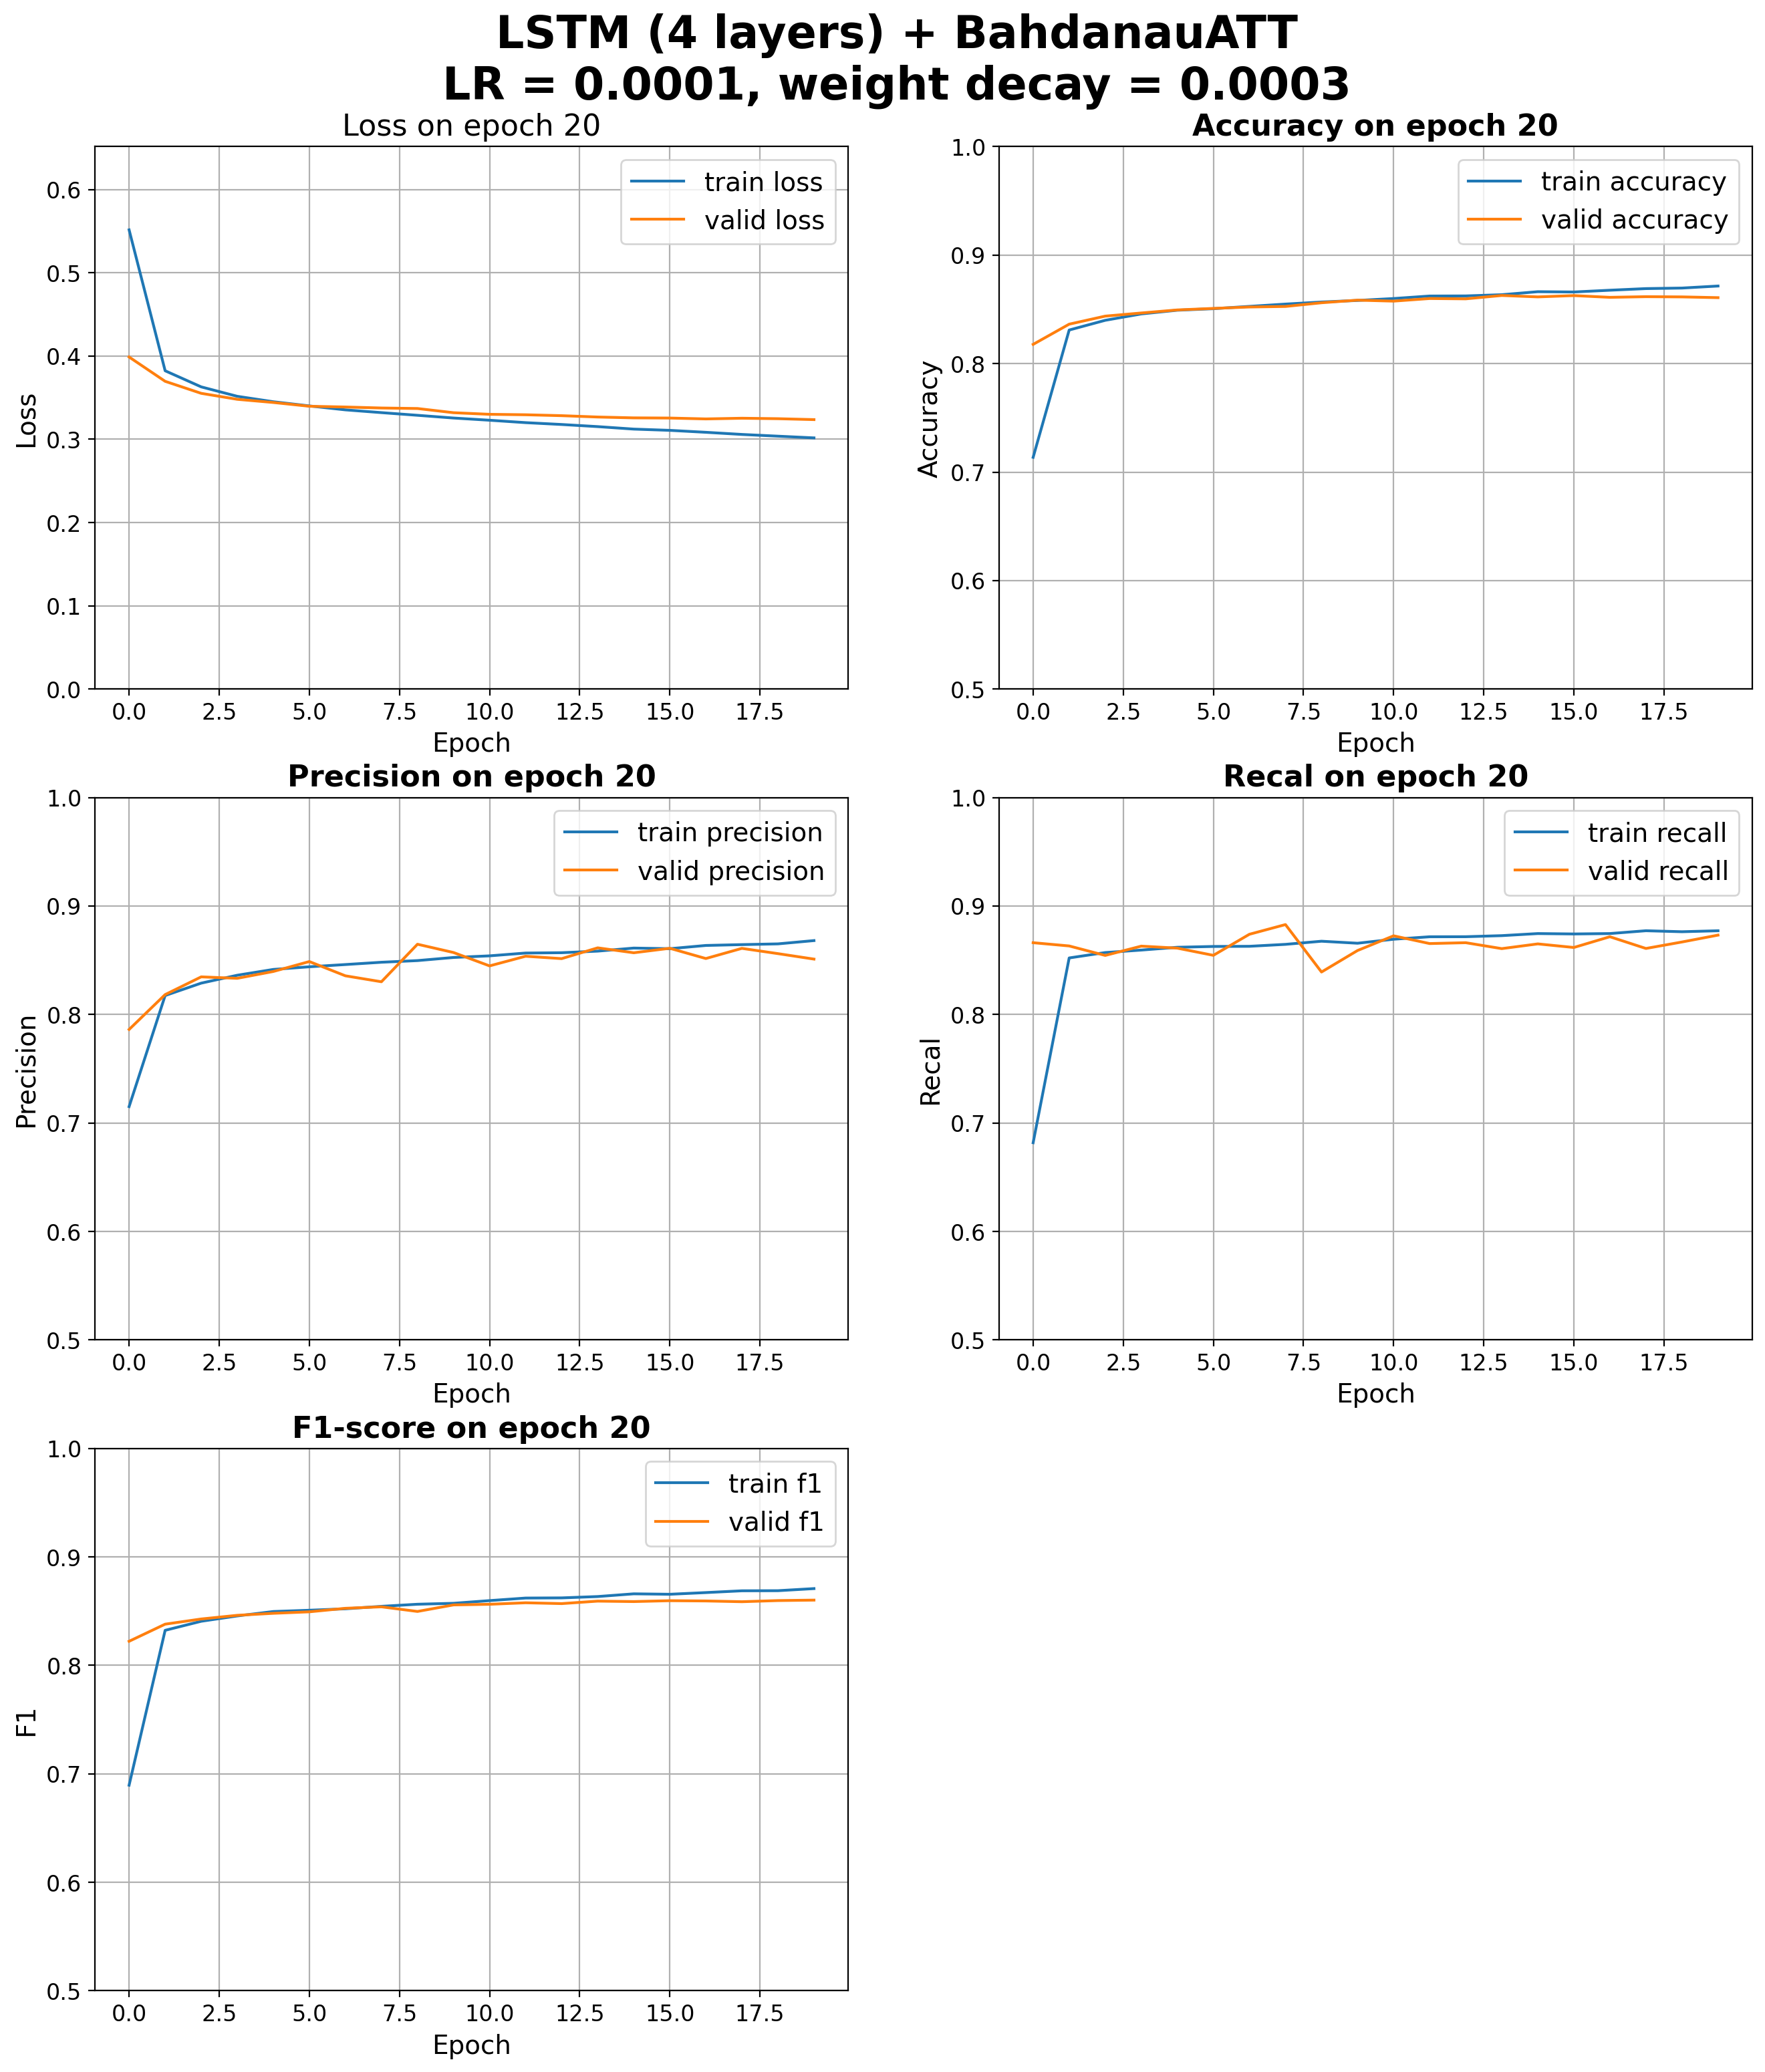 LSTM (4 layers) + BahdanauATT
LR = 0.0001, weight decay = 0.0003
Loss on epoch 20
train loss
valid loss
0.6
0.5
0.4
0.3
0.2
0.1
0.0
Loss
0.0 2.5 5.0 7.5 10.0 12.5 15.0 17.5
Epoch
Accuracy on epoch 20
train accuracy
valid accuracy
1.0
0.9
0.8
0.7
0.6
0.5
Accuracy
0.0 2.5 5.0 7.5 10.0 12.5 15.0 17.5
Epoch
Precision on epoch 20
train precision
valid precision
1.0
0.9
0.8
0.7
0.6
0.5
Precision
0.0 2.5 5.0 7.5 10.0 12.5 15.0 17.5
Epoch
Recal on epoch 20
train recall
valid recall
1.0
0.9
0.8
0.7
0.6
0.5
Recal
0.0 2.5 5.0 7.5 10.0 12.5 15.0 17.5
Epoch
F1-score on epoch 20
train f1
valid f1
1.0
0.9
0.8
0.7
0.6
0.5
F1
0.0 2.5 5.0 7.5 10.0 12.5 15.0 17.5
Epoch